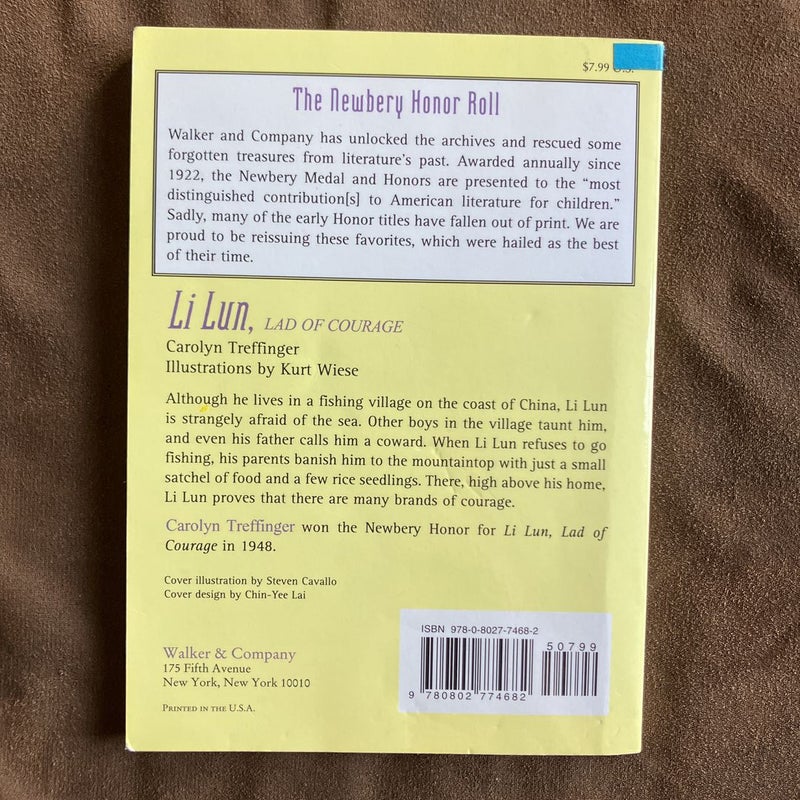 $7.99 U.S.
The Newbery Honor Roll
Walker and Company has unlocked the archives and rescued some
forgotten treasures from literature's past. Awarded annually since
1922, the Newbery Medal and Honors are presented to the "most
distinguished contribution[s] to American literature for children."
Sadly, many of the early Honor titles have fallen out of print. We are
proud to be reissuing these favorites, which were hailed as the best
of their time.
Li Lun, LAD OF COURAGE
Carolyn Treffinger
Illustrations by Kurt Wiese
Although he lives in a fishing village on the coast of China, Li Lun
is strangely afraid of the sea. Other boys in the village taunt him,
and even his father calls him a coward. When Li Lun refuses to go
fishing, his parents banish him to the mountaintop with just a small
satchel of food and a few rice seedlings. There, high above his home,
Li Lun proves that there are many brands of courage.
Carolyn Treffinger won the Newbery Honor for Li Lun, Lad of
Courage in 1948.
Cover illustration by Steven Cavallo
Cover design by Chin-Yee Lai
Walker & Company
175 Fifth Avenue
New York, New York 10010
PRINTED IN THE U.S.A.
ISBN 978-0-8027-7468-2
50799
9 780802 774682